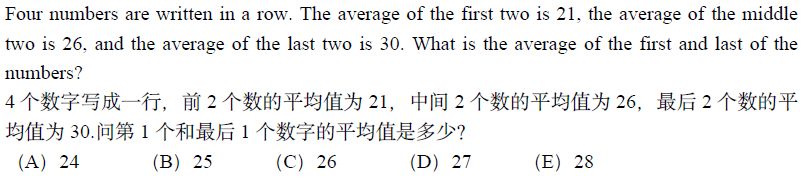 Four numbers are written in a row. The average of the first two is 21, the average of the middle
two is 26, and the average of the last two is 30. What is the average of the first and last of the
numbers?
4 个数字写成一行，前 2 个数的平均值为 21，中间 2 个数的平均值为 26，最后 2 个数的平
均值为 30.问第 1 个和最后 1 个数字的平均值是多少?
（A）24 （B）25 （C）26 （D）27 （E）28